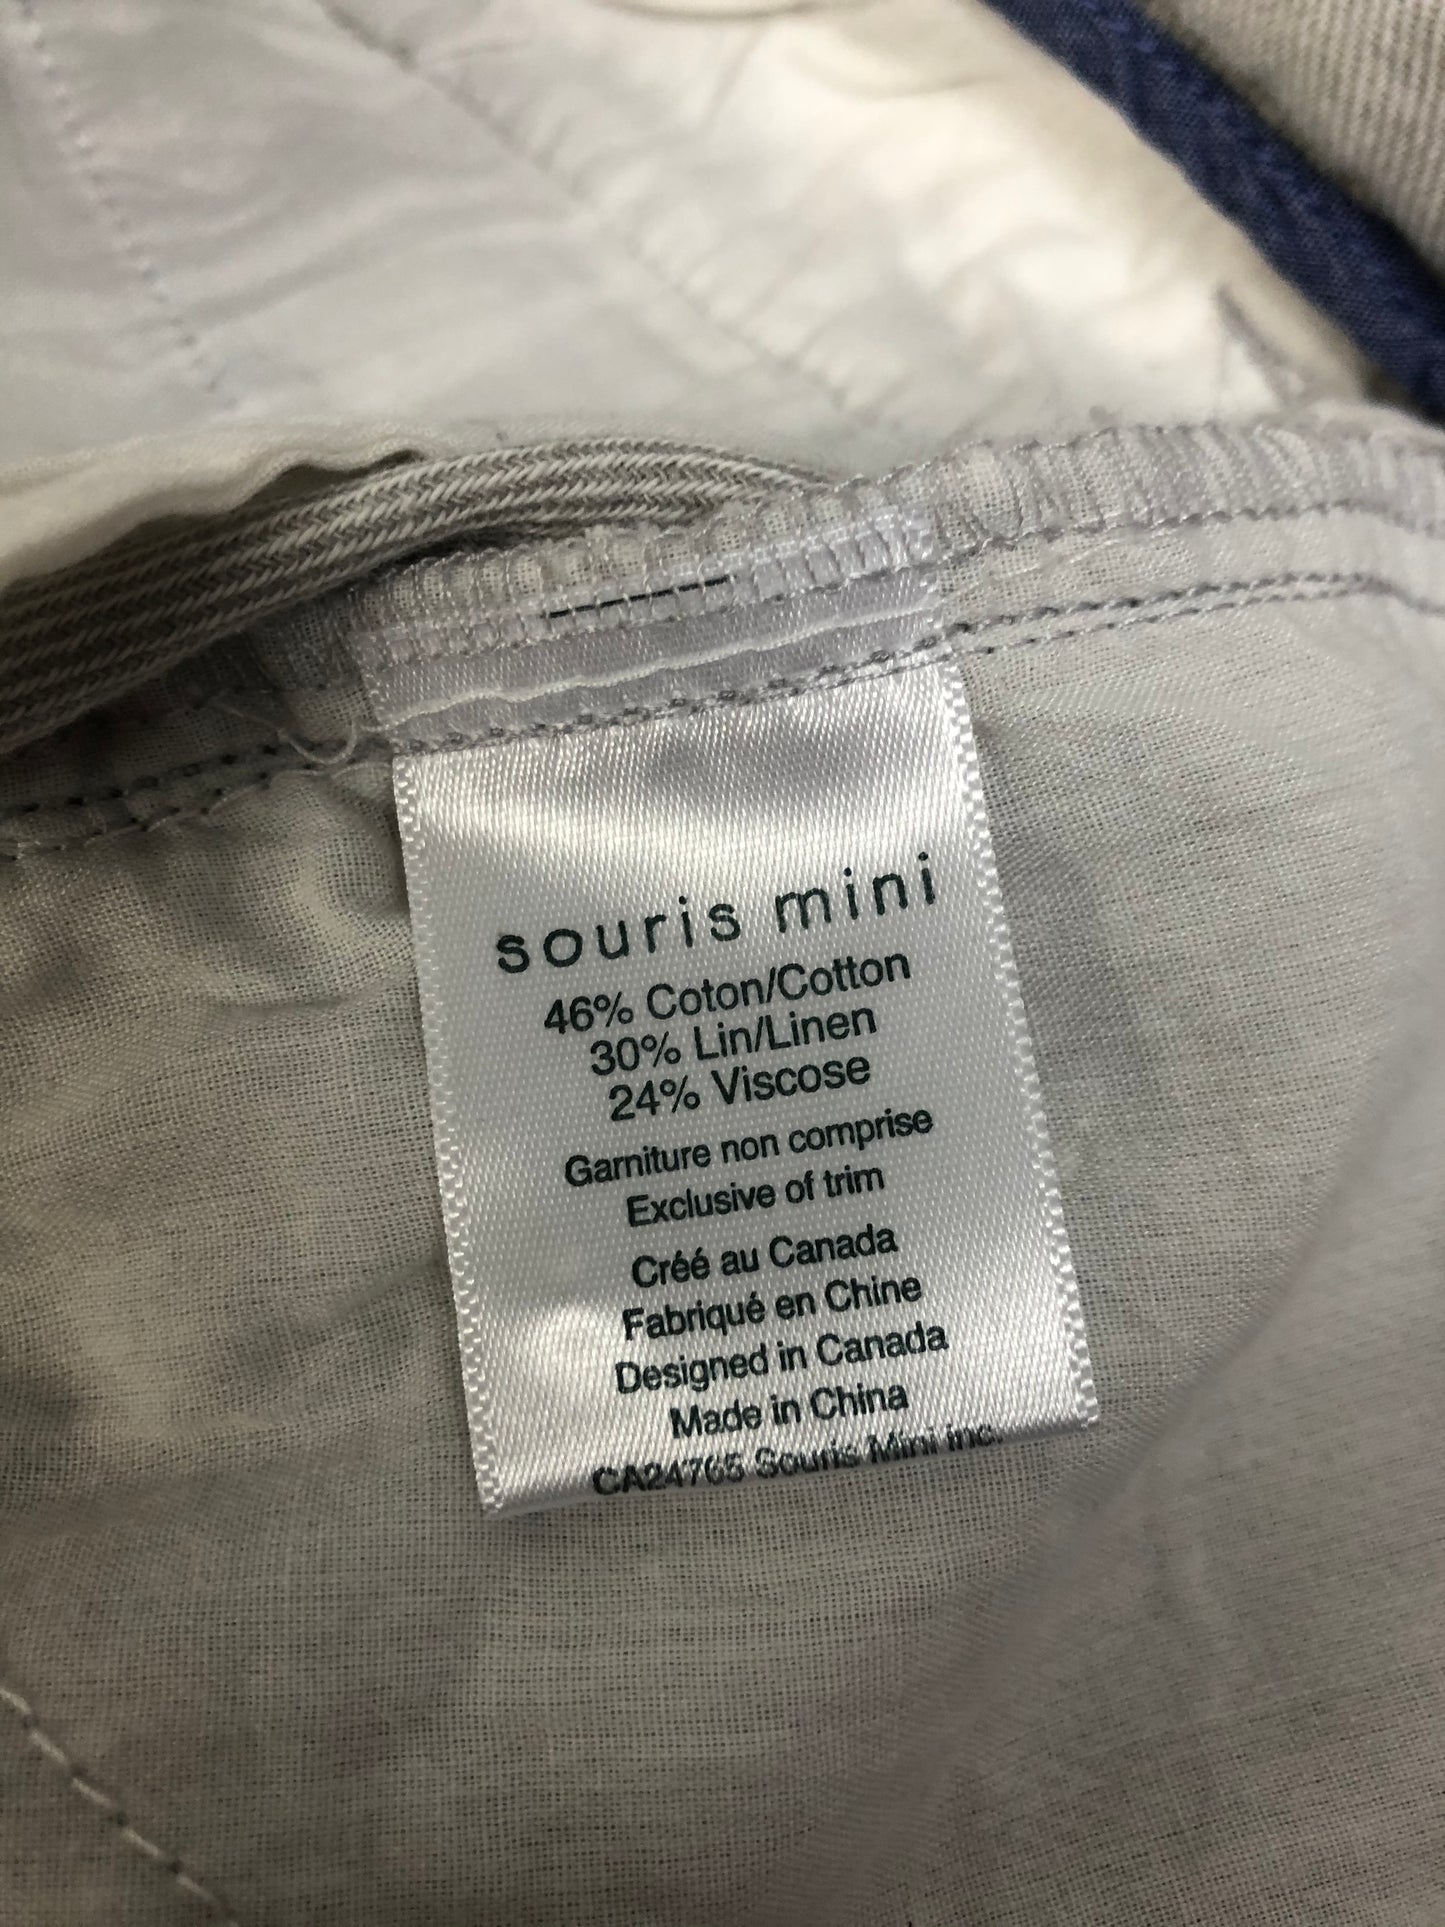 souris mini
46% Coton/Cotton
30% Lin/Linen
24% Viscose
Garniture non comprise
Exclusive of trim
Créé au Canada
Fabriqué en Chine
Designed in Canada
Made in China
CA24765 Souris Mini inc.